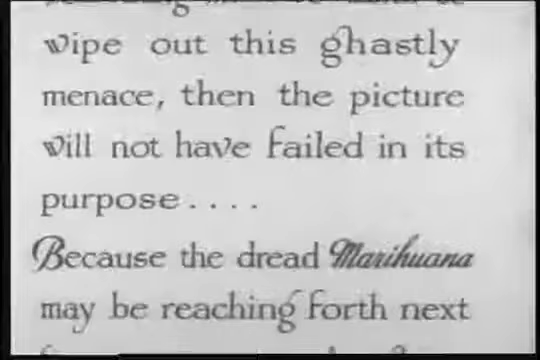 wipe out this ghastly
menace, then the picture
will not have failed in its
purpose....
Because the dread Marihuana
may be reaching forth next